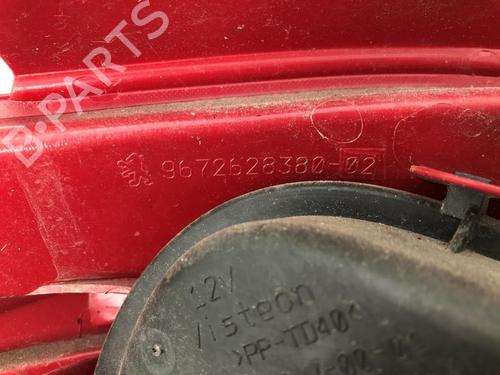 B-PARTS
9672628380-02
12V
Visteon
>PP-TD40<